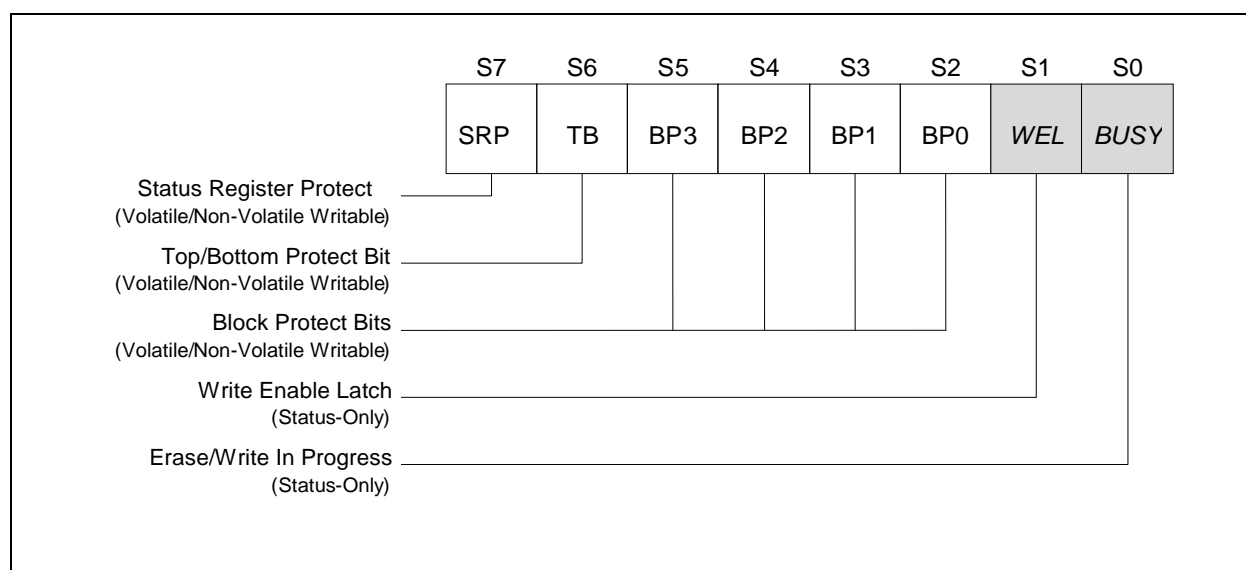 S7 S6 S5 S4 S3 S2 S1 S0
SRP TB BP3 BP2 BP1 BP0 WEL BUSY
Status Register Protect
(Volatile/Non-Volatile Writable)
Top/Bottom Protect Bit
(Volatile/Non-Volatile Writable)
Block Protect Bits
(Volatile/Non-Volatile Writable)
Write Enable Latch
(Status-Only)
Erase/Write In Progress
(Status-Only)